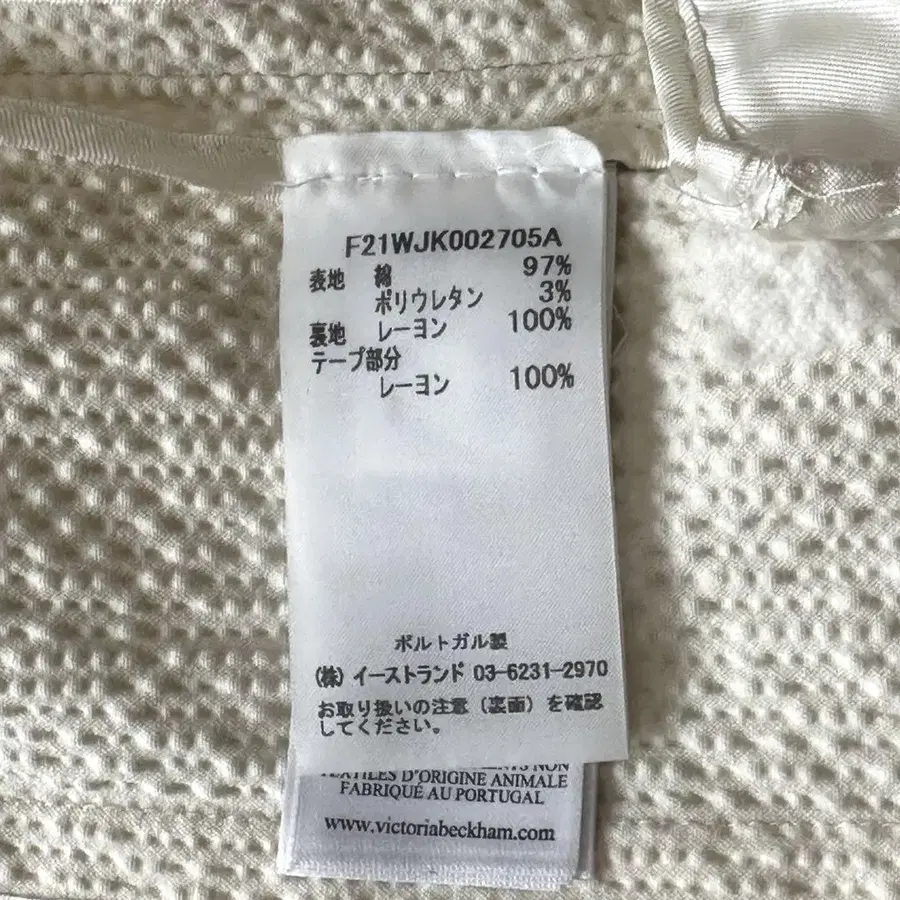 F21WJK002705A
表地 綿 97%
ポリウレタン 3%
裏地 レーヨン 100%
テープ部分
レーヨン 100%
ポルトガル製
(株) イーストランド 03-6231-2970
お取り扱いの注意(裏面)を確認
してください。
NON
TEXTILES D'ORIGINE ANIMALE
FABRIQUÉ AU PORTUGAL
www.victoriabeckham.com